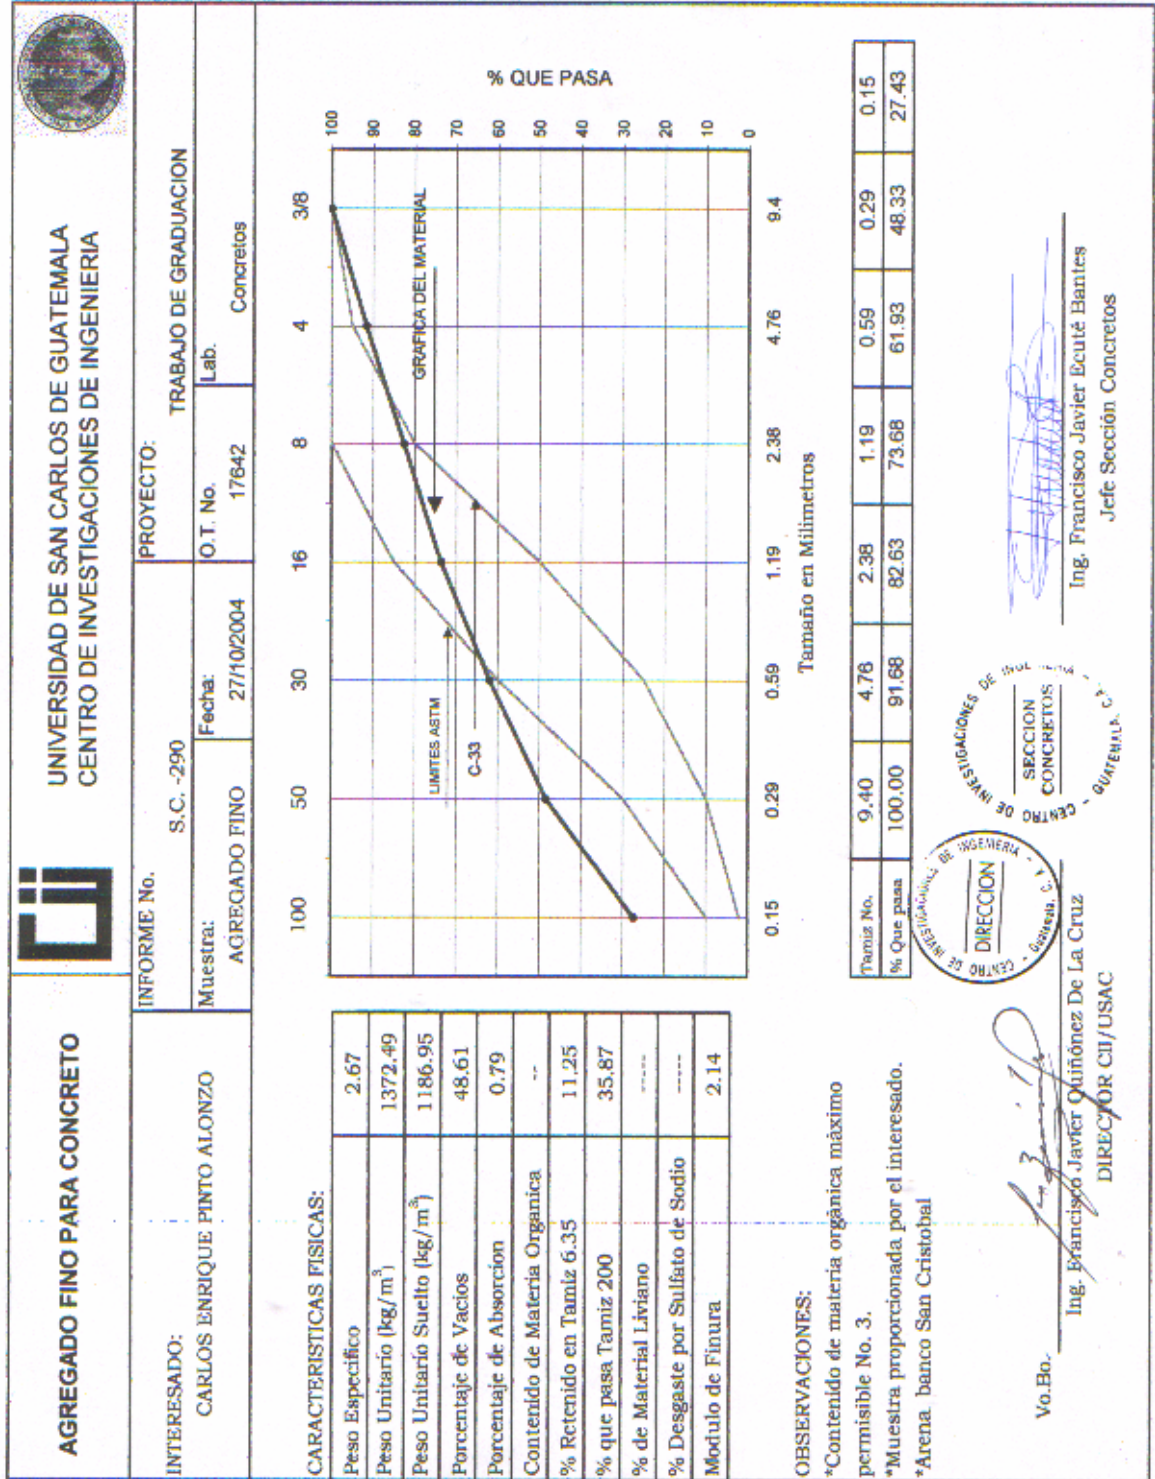 AGREGADO FINO PARA CONCRETO
UNIVERSIDAD DE SAN CARLOS DE GUATEMALA
CENTRO DE INVESTIGACIONES DE INGENIERIA
INTERESADO:
CARLOS ENRIQUE PINTO ALONZO
INFORME No.
S.C. -290
PROYECTO:
TRABAJO DE GRADUACION
Muestra:
AGREGADO FINO
Fecha:
27/10/2004
O.T. No.
17642
Lab.
Concretos
CARACTERISTICAS FISICAS:
Peso Especifico 2.67
Peso Unitario (kg/m³) 1372.49
Peso Unitario Suelto (kg/m³) 1186.95
Porcentaje de Vacios 48.61
Porcentaje de Absorcion 0.79
Contenido de Materia Organica --
% Retenido en Tamiz 6.35 11.25
% que pasa Tamiz 200 35.87
% de Material Liviano -----
% Desgaste por Sulfato de Sodio -----
Modulo de Finura 2.14
100 50 30 16 8 4 3/8
% QUE PASA
100
90
80
70
60
50
40
30
20
10
0
LIMITES ASTM
C-33
GRAFICA DEL MATERIAL
0.15 0.29 0.59 1.19 2.38 4.76 9.4
Tamaño en Milimetros
OBSERVACIONES:
*Contenido de materia orgánica máximo
permisible No. 3.
*Muestra proporcionada por el interesado.
*Arena banco San Cristobal
Tamiz No. 9.40 4.76 2.38 1.19 0.59 0.29 0.15
% Que pasa 100.00 91.68 82.63 73.68 61.93 48.33 27.43
CENTRO DE INVESTIGACIONES DE INGENIERIA
DIRECCION
Guatemala, C.
CENTRO DE INVESTIGACIONES DE INGENIERIA
SECCION
CONCRETOS
GUATEMALA, C.
Vo.Bo.
Ing. Francisco Javier Quiñónez De La Cruz
DIRECTOR CII/USAC
Ing. Francisco Javier Ecuté Bantes
Jefe Sección Concretos